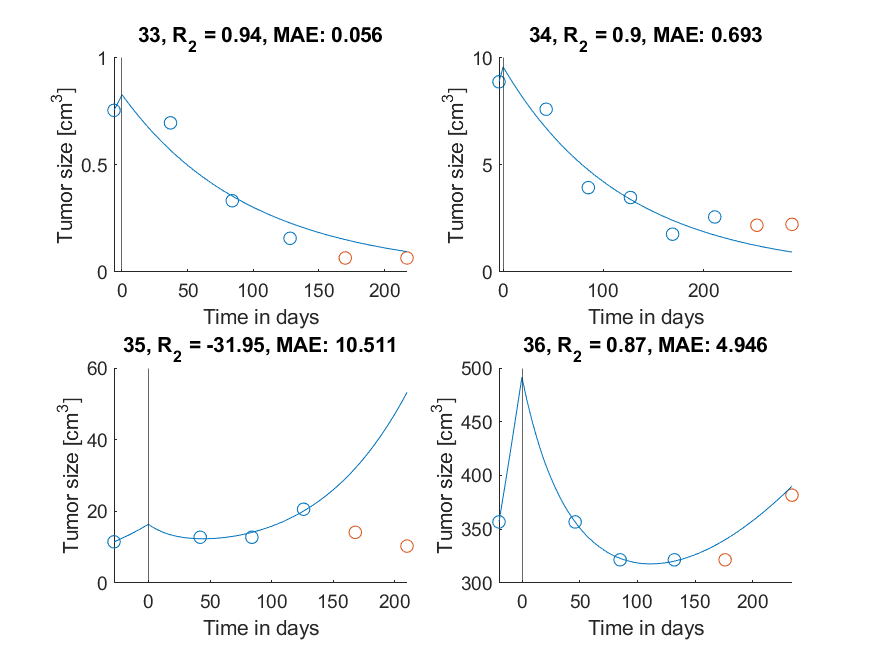 33, R2 = 0.94, MAE: 0.056
Tumor size [cm3]
1
0.5
0
0 50 100 150 200
Time in days
34, R2 = 0.9, MAE: 0.693
Tumor size [cm3]
10
5
0
0 100 200
Time in days
35, R2 = -31.95, MAE: 10.511
Tumor size [cm3]
60
40
20
0
0 50 100 150 200
Time in days
36, R2 = 0.87, MAE: 4.946
Tumor size [cm3]
500
450
400
350
300
0 50 100 150 200
Time in days